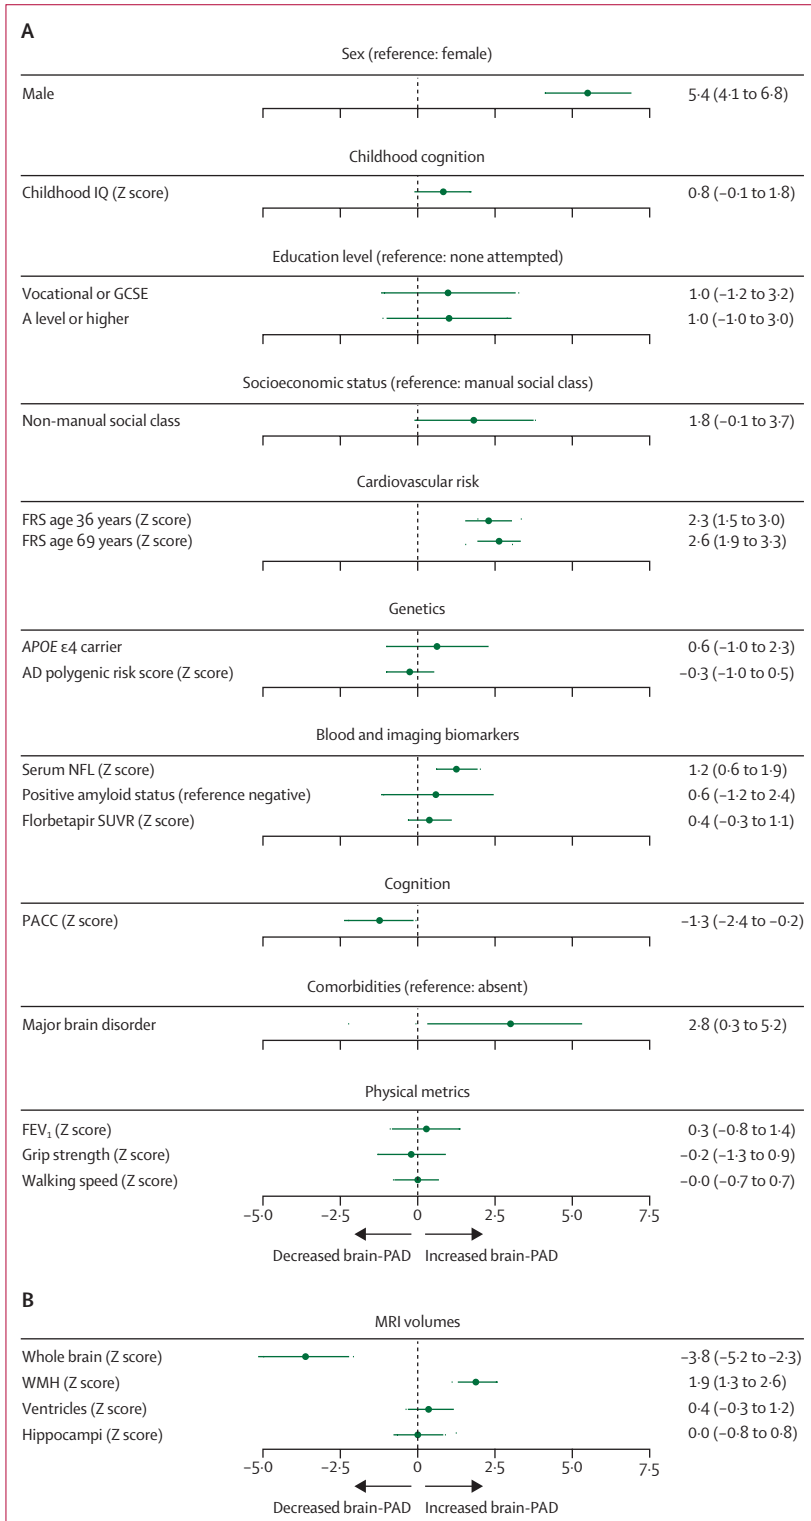 A
Sex (reference: female)
Male 5·4 (4·1 to 6·8)
Childhood cognition
Childhood IQ (Z score) 0·8 (–0·1 to 1·8)
Education level (reference: none attempted)
Vocational or GCSE 1·0 (–1·2 to 3·2)
A level or higher 1·0 (–1·0 to 3·0)
Socioeconomic status (reference: manual social class)
Non-manual social class 1·8 (–0·1 to 3·7)
Cardiovascular risk
FRS age 36 years (Z score) 2·3 (1·5 to 3·0)
FRS age 69 years (Z score) 2·6 (1·9 to 3·3)
Genetics
APOE ε4 carrier 0·6 (–1·0 to 2·3)
AD polygenic risk score (Z score) –0·3 (–1·0 to 0·5)
Blood and imaging biomarkers
Serum NFL (Z score) 1·2 (0·6 to 1·9)
Positive amyloid status (reference negative) 0·6 (–1·2 to 2·4)
Florbetapir SUVR (Z score) 0·4 (–0·3 to 1·1)
Cognition
PACC (Z score) –1·3 (–2·4 to –0·2)
Comorbidities (reference: absent)
Major brain disorder 2·8 (0·3 to 5·2)
Physical metrics
FEV₁ (Z score) 0·3 (–0·8 to 1·4)
Grip strength (Z score) –0·2 (–1·3 to 0·9)
Walking speed (Z score) –0·0 (–0·7 to 0·7)
–5·0 –2·5 0 2·5 5·0 7·5
Decreased brain-PAD Increased brain-PAD
B
MRI volumes
Whole brain (Z score) –3·8 (–5·2 to –2·3)
WMH (Z score) 1·9 (1·3 to 2·6)
Ventricles (Z score) 0·4 (–0·3 to 1·2)
Hippocampi (Z score) 0·0 (–0·8 to 0·8)
–5·0 –2·5 0 2·5 5·0 7·5
Decreased brain-PAD Increased brain-PAD